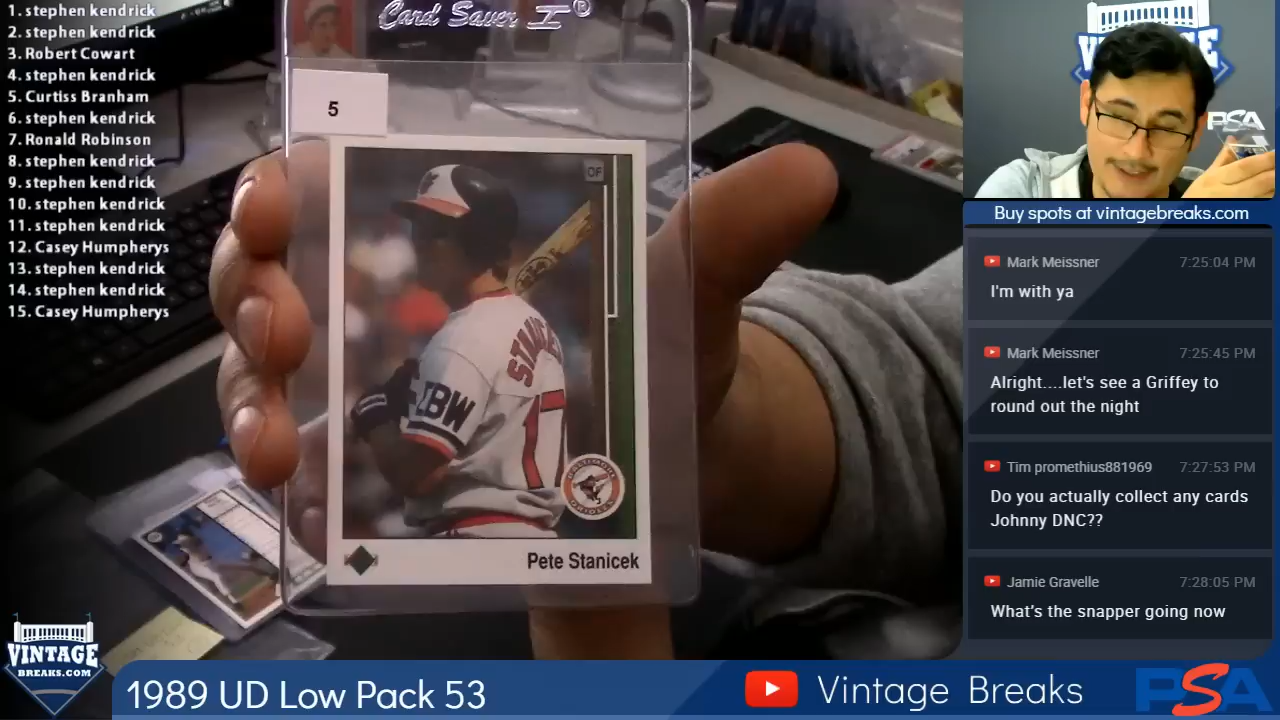 1. stephen kendrick
2. stephen kendrick
3. Robert Cowart
4. stephen kendrick
5. Curtiss Branham
6. stephen kendrick
7. Ronald Robinson
8. stephen kendrick
9. stephen kendrick
10. stephen kendrick
11. stephen kendrick
12. Casey Humpherys
13. stephen kendrick
14. stephen kendrick
15. Casey Humpherys
Card Saver I®
5
OF
EBW
17
Pete Stanicek
VINTAGE
PSA
Buy spots at vintagebreaks.com
Mark Meissner 7:25:04 PM
I'm with ya
Mark Meissner 7:25:45 PM
Alright....let's see a Griffey to
round out the night
Tim promethius881969 7:27:53 PM
Do you actually collect any cards
Johnny DNC??
Jamie Gravelle 7:28:05 PM
What's the snapper going now
VINTAGE
BREAKS.COM
1989 UD Low Pack 53
Vintage Breaks
PSA